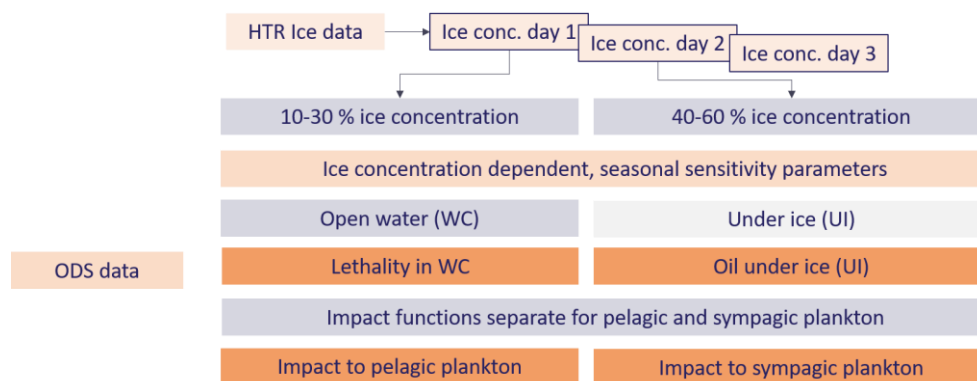 HTR Ice data
Ice conc. day 1
Ice conc. day 2
Ice conc. day 3
10-30 % ice concentration
40-60 % ice concentration
Ice concentration dependent, seasonal sensitivity parameters
Open water (WC)
Under ice (UI)
ODS data
Lethality in WC
Oil under ice (UI)
Impact functions separate for pelagic and sympagic plankton
Impact to pelagic plankton
Impact to sympagic plankton